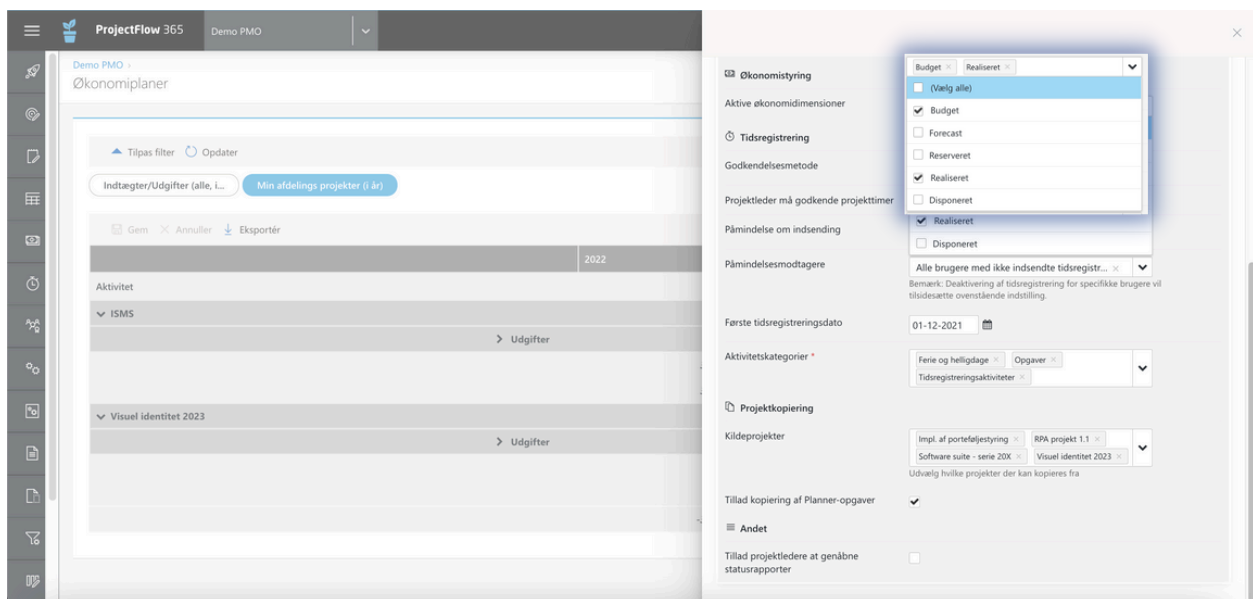 ProjectFlow 365
Demo PMO
Demo PMO ›
Økonomiplaner
Tilpas filter
Opdater
Indtægter/Udgifter (alle, i...
Min afdelings projekter (i år)
Gem
Annuller
Eksportér
2022
Aktivitet
ISMS
Udgifter
Visuel identitet 2023
Udgifter
Økonomistyring
Aktive økonomidimensioner
Budget ×
Realiseret ×
(Vælg alle)
Budget
Forecast
Reserveret
Realiseret
Disponeret
Realiseret
Disponeret
Tidsregistrering
Godkendelsesmetode
Projektleder må godkende projekttimer
Påmindelse om indsending
Påmindelsesmodtagere
Alle brugere med ikke indsendte tidsregistr... ×
Bemærk: Deaktivering af tidsregistrering for specifikke brugere vil
tilsidesætte ovenstående indstilling.
Første tidsregistreringsdato
01-12-2021
Aktivitetskategorier *
Ferie og helligdage ×
Opgaver ×
Tidsregistreringsaktiviteter ×
Projektkopiering
Kildeprojekter
Impl. af porteføljestyring ×
RPA projekt 1.1 ×
Software suite - serie 20X ×
Visuel identitet 2023 ×
Udvælg hvilke projekter der kan kopieres fra
Tillad kopiering af Planner-opgaver
Andet
Tillad projektledere at genåbne
statusrapporter